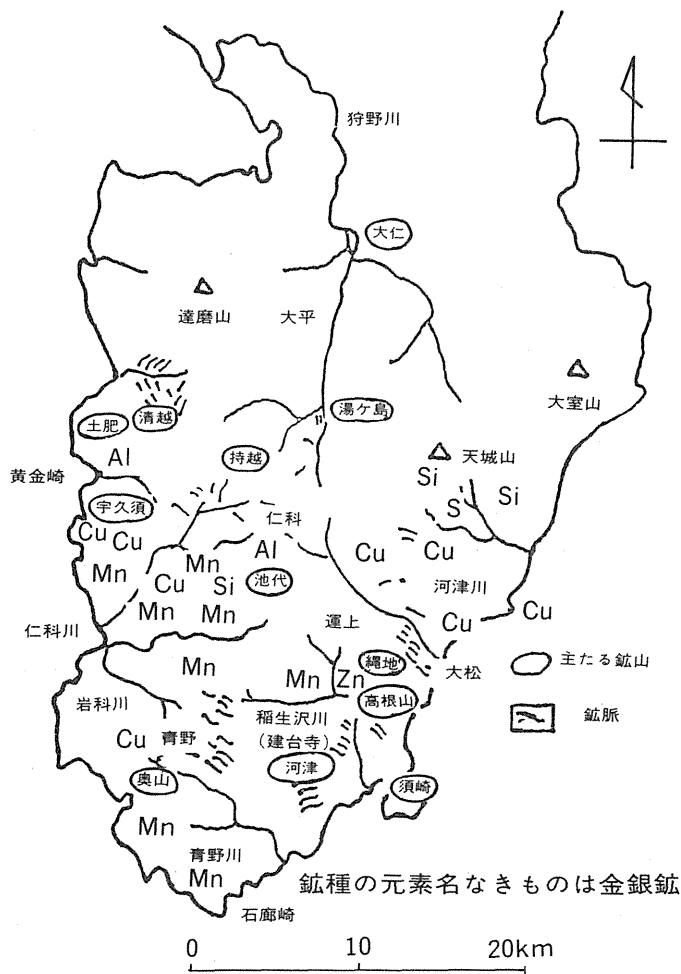 狩野川
大仁
達磨山
大平
大室山
土肥
清越
湯ケ島
Al
持越
天城山
黄金崎
Si
Si
S
宇久須
仁科
Cu
Cu
Al
Cu
Cu
Mn
Mn
Cu
Si
池代
河津川
Mn
Mn
Cu
Cu
仁科川
運上
Mn
Mn
Zn
縄地
大松
主たる鉱山
岩科川
高根山
稲生沢川
(建台寺)
鉱脈
Cu
青野
河津
奥山
須崎
Mn
青野川
Mn
鉱種の元素名なきものは金銀鉱
石廊崎
0 10 20km